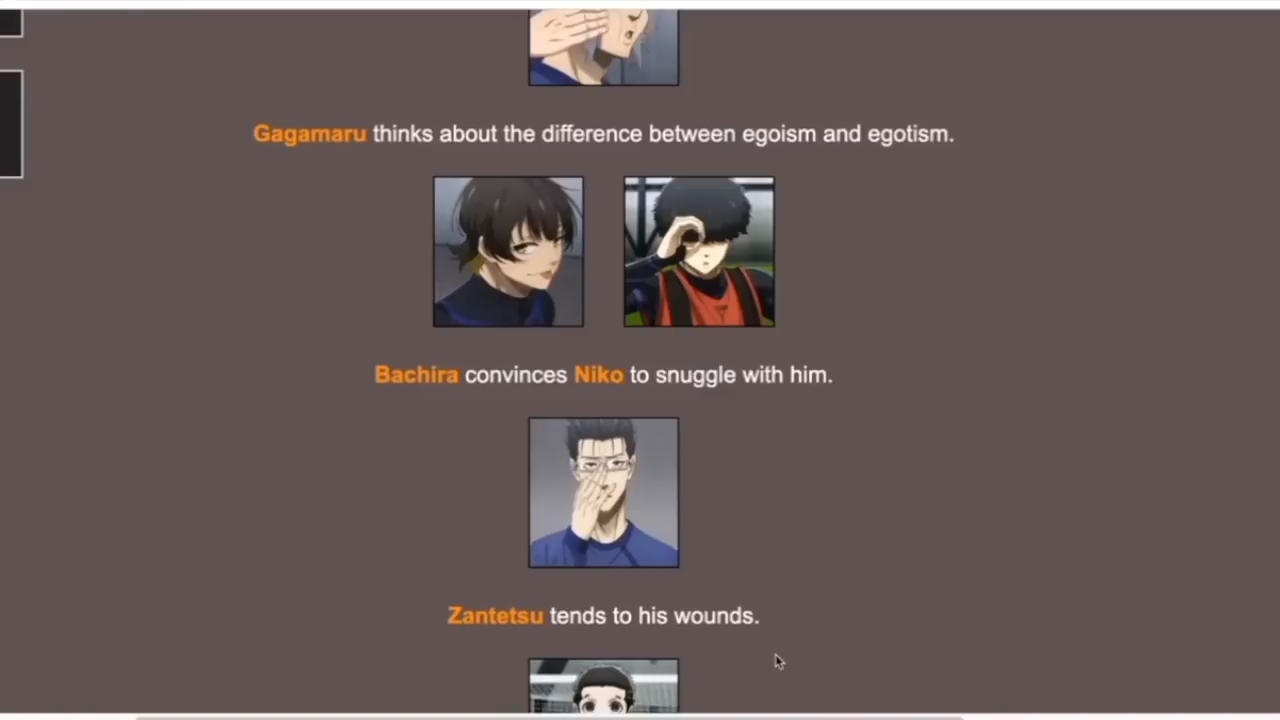 Gagamaru thinks about the difference between egoism and egotism.
Bachira convinces Niko to snuggle with him.
Zantetsu tends to his wounds.